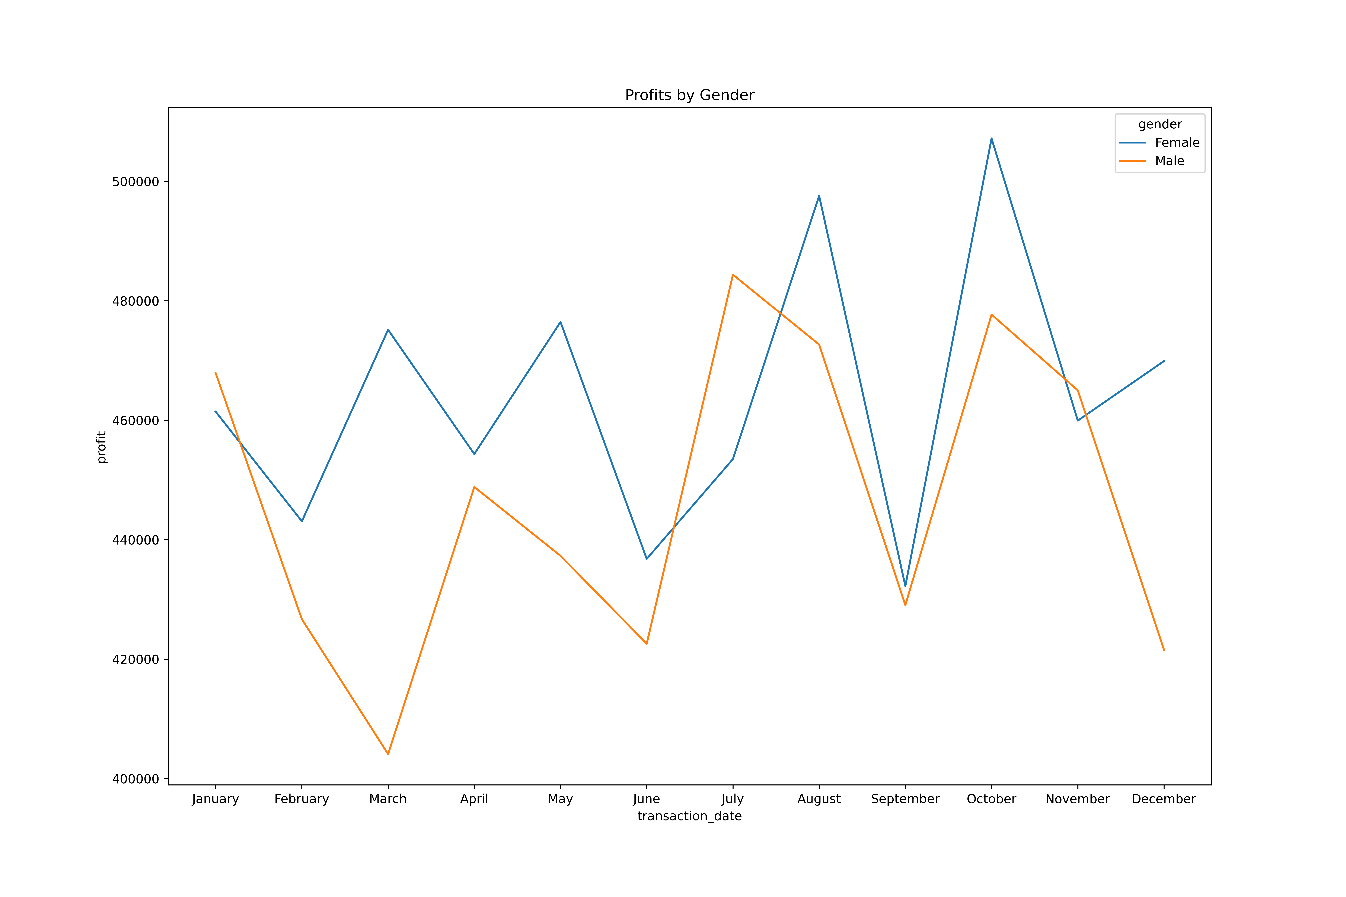 Profits by Gender
gender
Female
Male
500000
480000
460000
440000
420000
400000
profit
January February March April May June July August September October November December
transaction_date